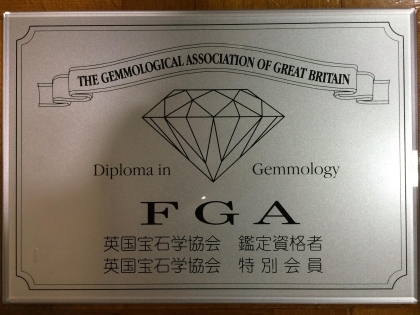 THE GEMMOLOGICAL ASSOCIATION OF GREAT BRITAIN
Diploma in Gemmology
FGA
英国宝石学協会 鑑定資格者
英国宝石学協会 特別会員